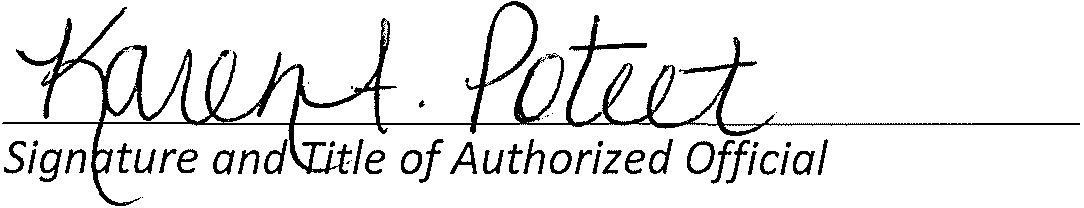 Karen A. Poteet
Signature and Title of Authorized Official